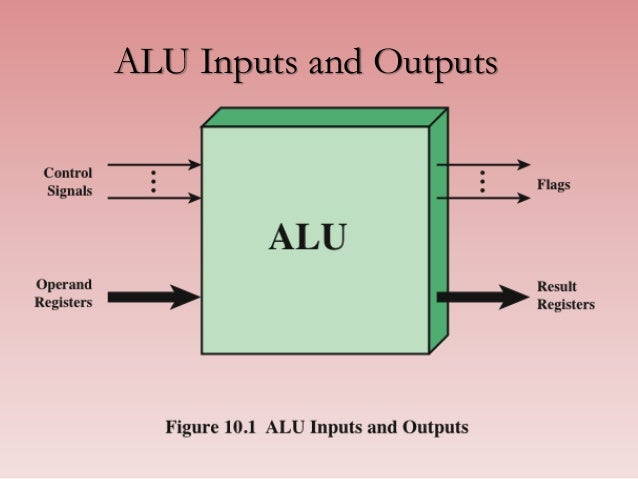 ALU Inputs and Outputs
Control
Signals
Flags
ALU
Operand
Registers
Result
Registers
Figure 10.1 ALU Inputs and Outputs